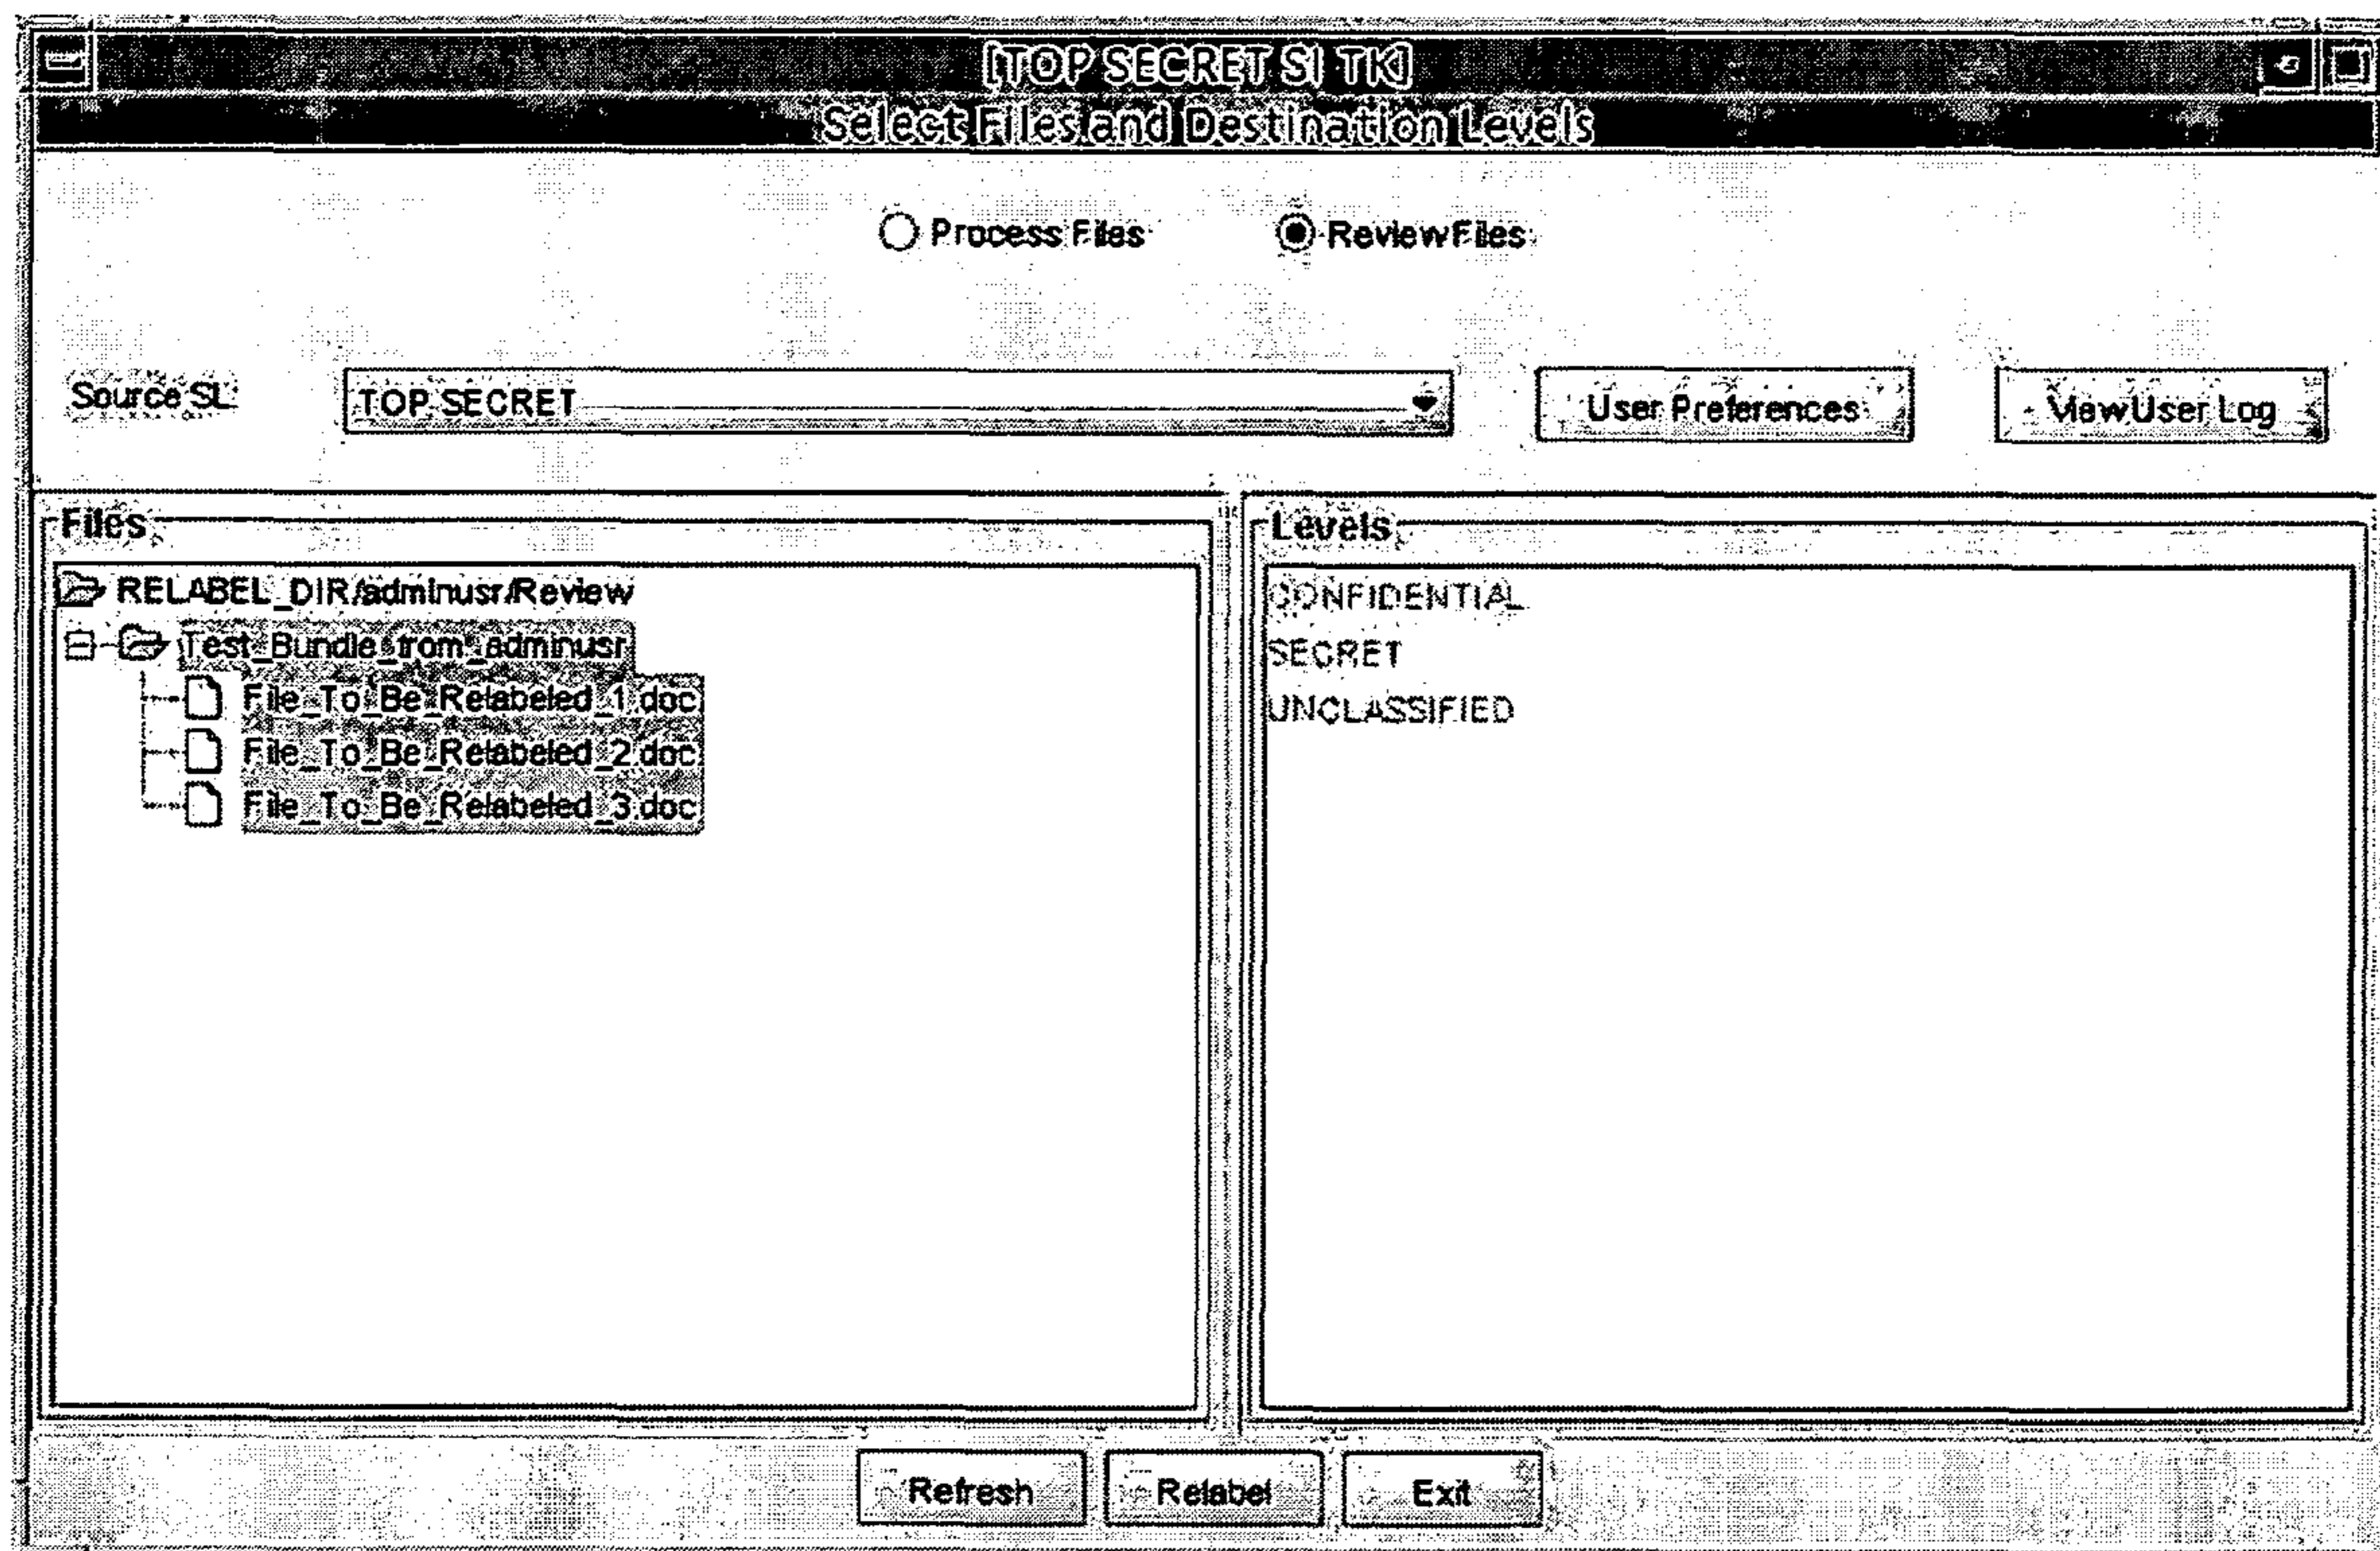 [TOP SECRET SI TK]
Select Files and Destination Levels
Process Files Review Files
Source SL: TOP SECRET User Preferences View User Log
Files Levels
RELABEL_DIR/adminusr/Review
Test_Bundle_from_adminusr
File_To_Be_Relabeled_1.doc
File_To_Be_Relabeled_2.doc
File_To_Be_Relabeled_3.doc
CONFIDENTIAL
SECRET
UNCLASSIFIED
Refresh Relabel Exit